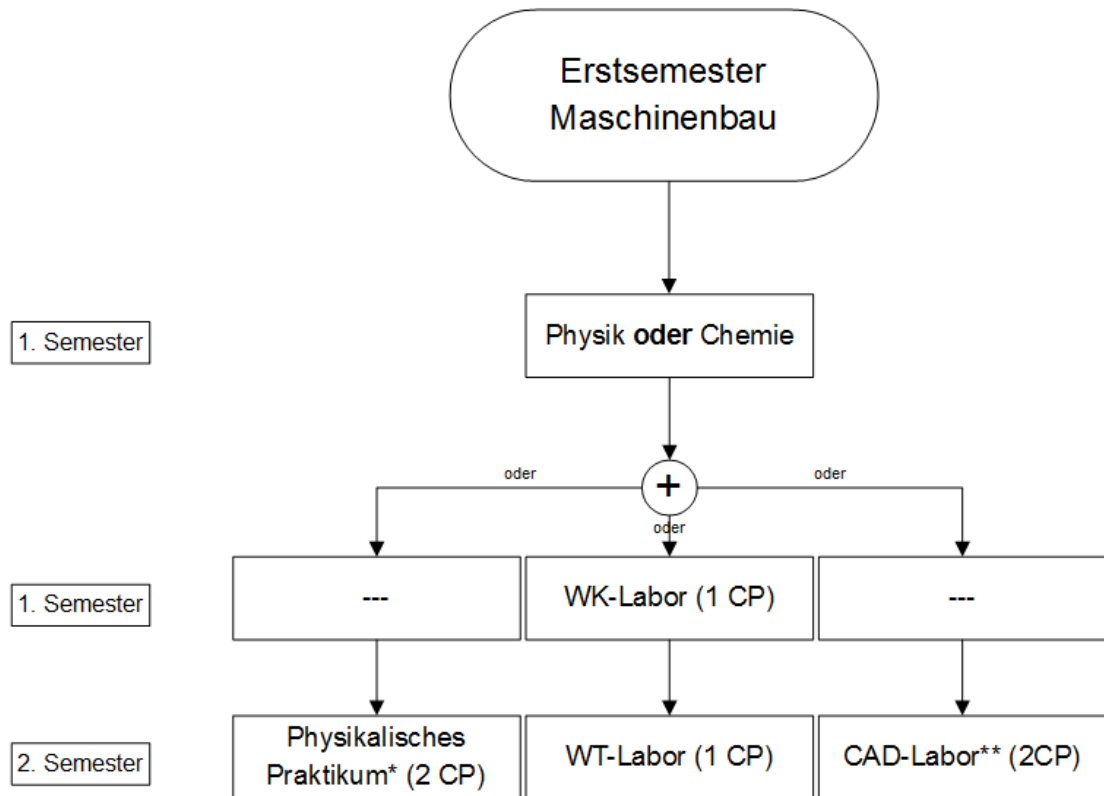 Erstsemester
Maschinenbau
1. Semester
Physik oder Chemie
oder
+
oder
oder
1. Semester
---
WK-Labor (1 CP)
---
2. Semester
Physikalisches
Praktikum* (2 CP)
WT-Labor (1 CP)
CAD-Labor** (2CP)